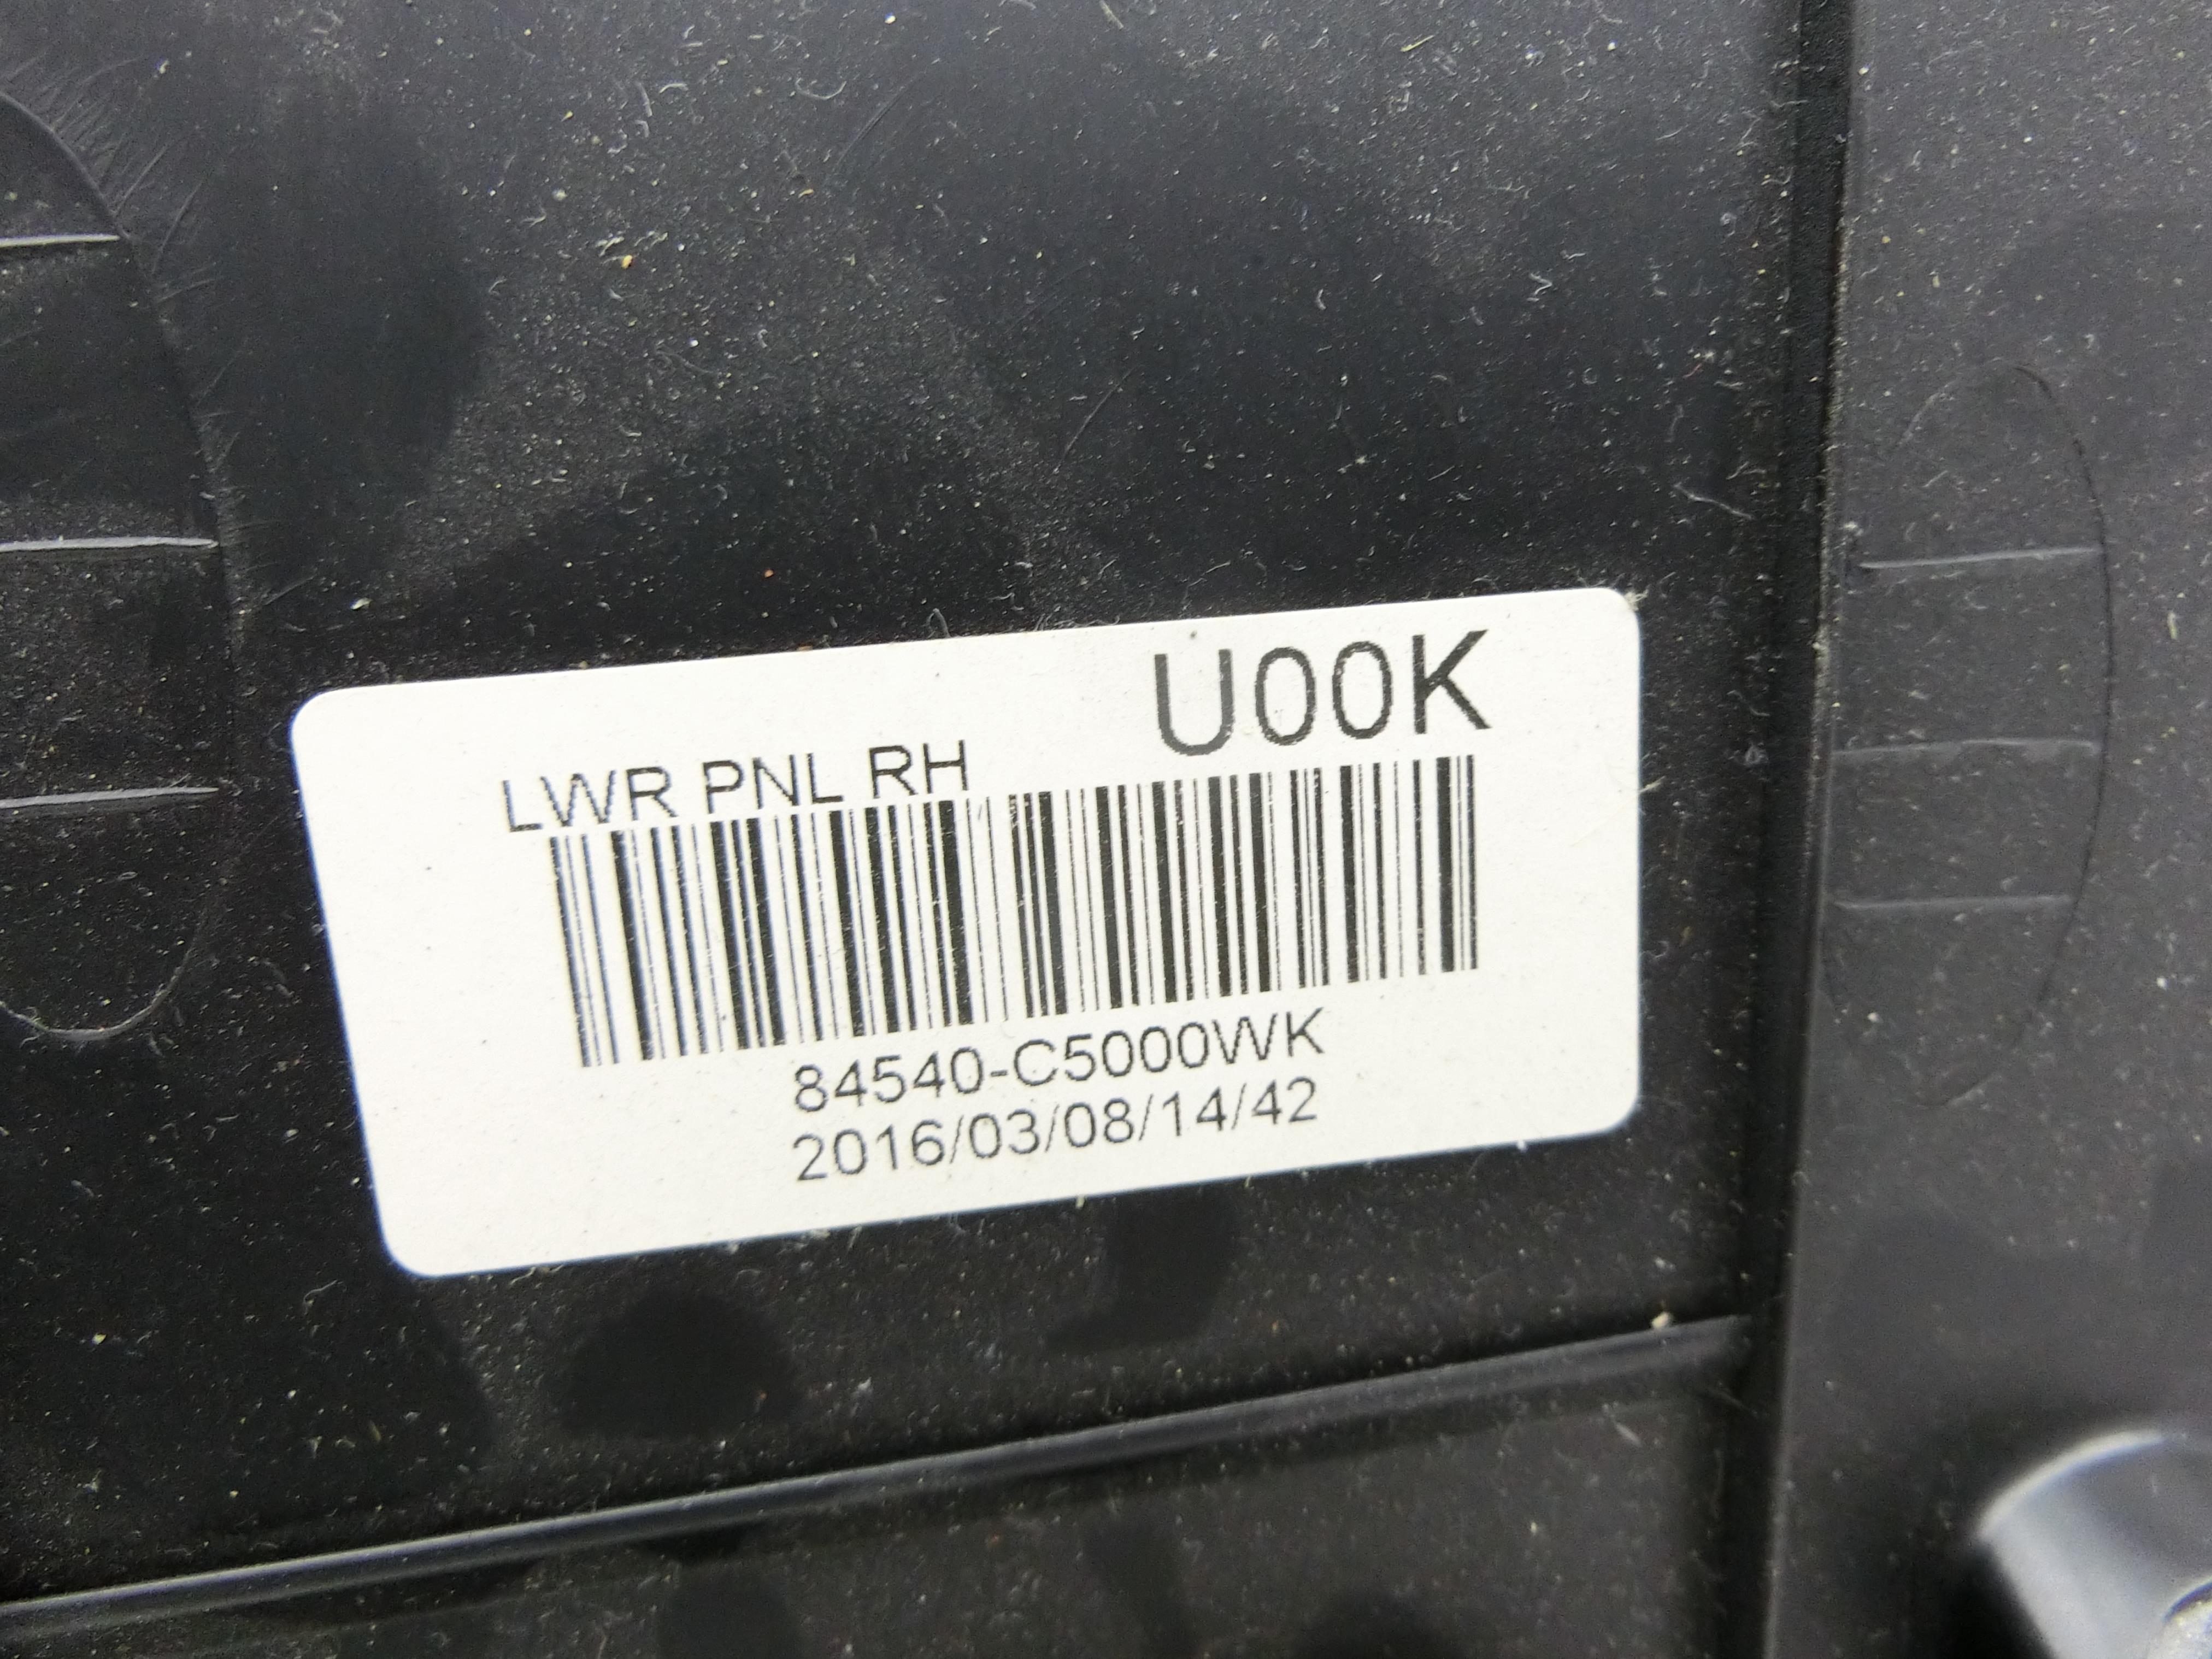 U00K
LWR PNL RH
84540-C5000WK
2016/03/08/14/42